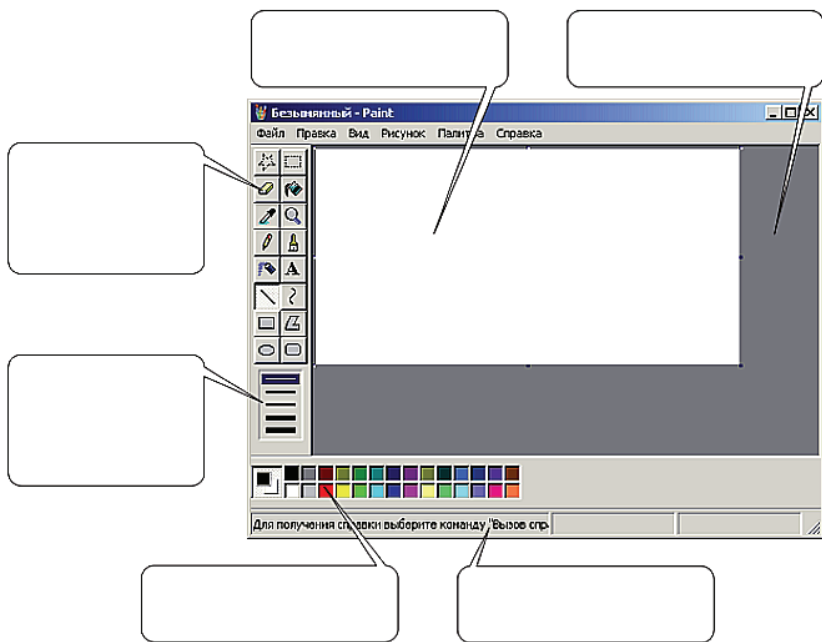 Безымянный - Paint
Файл Правка Вид Рисунок Палитра Справка
A
Для получения справки выберите команду "Вызов спр